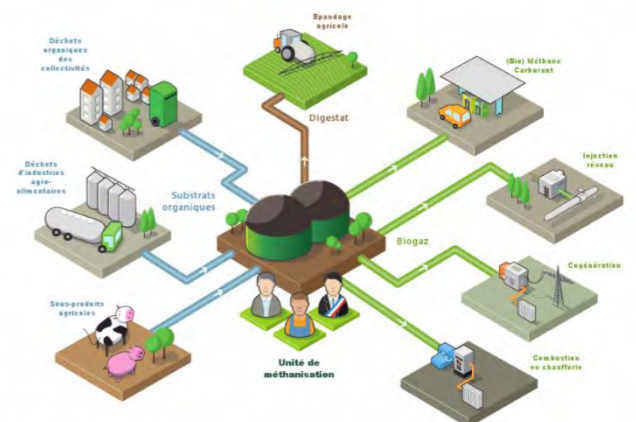 Epandage
agricole
Déchets
organiques
des
collectivités
(Bio) Méthane
Carburant
Digestat
Déchets
d'industries
agro-
alimentaires
Injection
réseau
Substrats
organiques
Biogaz
Cogénération
Sous-produits
agricoles
Unité de
méthanisation
Combustion
en chaufferie